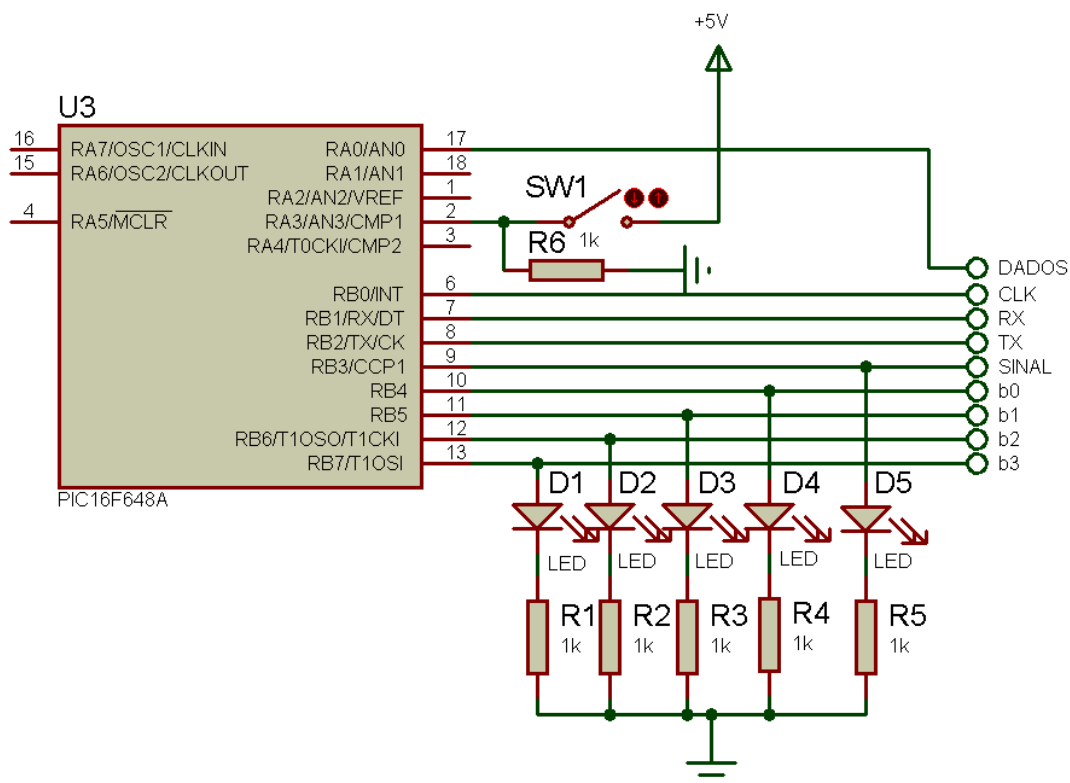 +5V
U3
16
RA7/OSC1/CLKIN
15
RA6/OSC2/CLKOUT
4
RA5/MCLR
RA0/AN0
17
RA1/AN1
18
RA2/AN2/VREF
1
RA3/AN3/CMP1
2
RA4/T0CKI/CMP2
3
RB0/INT
6
RB1/RX/DT
7
RB2/TX/CK
8
RB3/CCP1
9
RB4
10
RB5
11
RB6/T1OSO/T1CKI
12
RB7/T1OSI
13
PIC16F648A
SW1
R6
1k
DADOS
CLK
RX
TX
SINAL
b0
b1
b2
b3
D1
D2
D3
D4
D5
LED
LED
LED
LED
LED
R1
1k
R2
1k
R3
1k
R4
1k
R5
1k